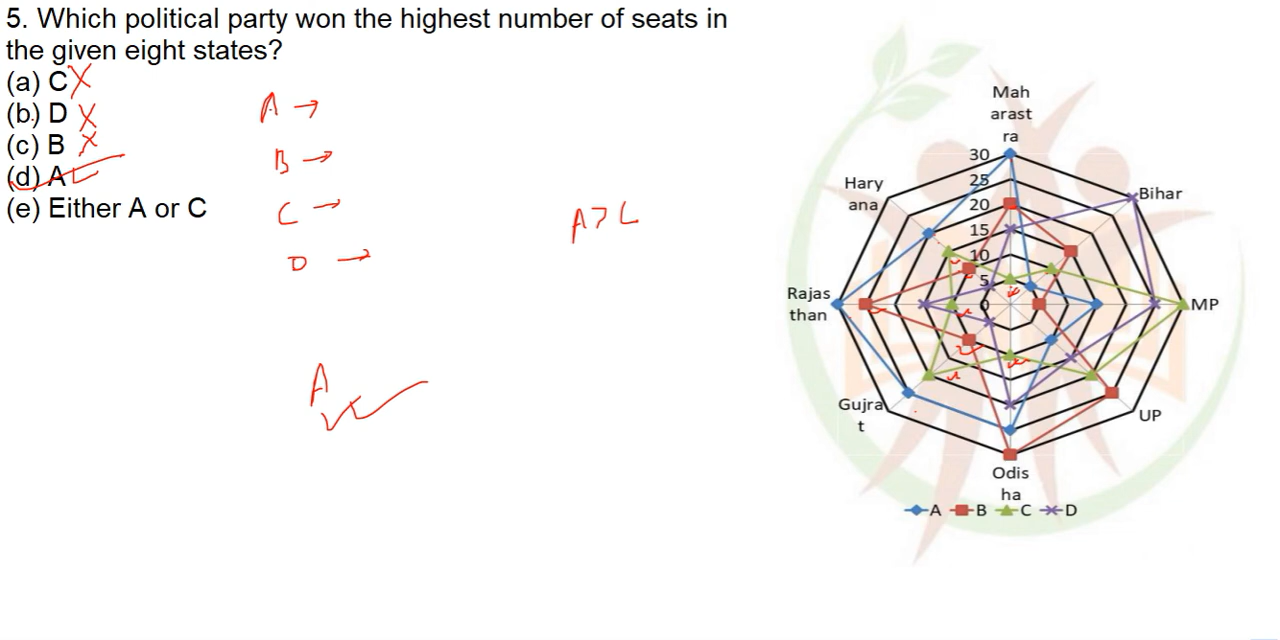 5. Which political party won the highest number of seats in
the given eight states?
(a) C X
(b) D X
(c) B X
(d) A
(e) Either A or C
A →
B →
C →
D →
A > C
A
Mah
arastra
ra
30
25
20
15
10
5
0
Bihar
MP
UP
Odis
ha
Gujra
t
Rajas
than
Hary
ana
A B C D